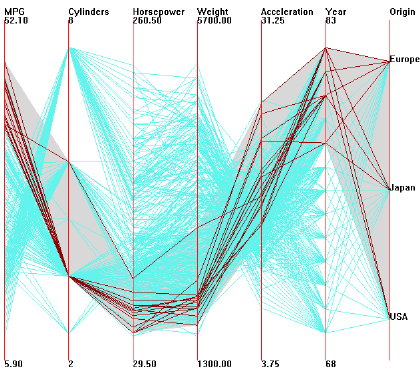 MPG Cylinders Horsepower Weight Acceleration Year Origin
52.10 8 260.50 5700.00 31.25 83
Europe
Japan
USA
5.90 2 29.50 1300.00 3.75 68